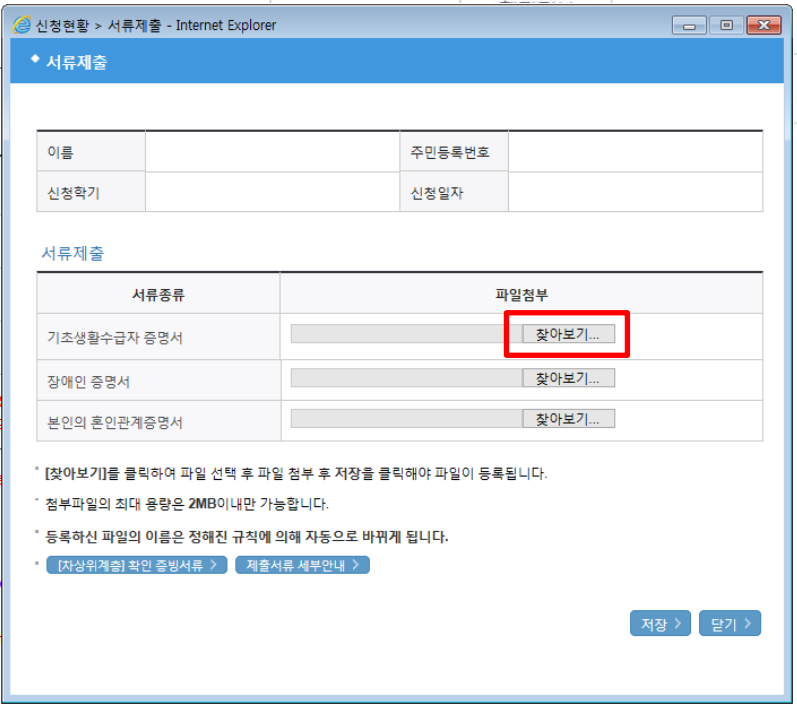 신청현황 > 서류제출 - Internet Explorer
서류제출
이름 주민등록번호
신청학기 신청일자
서류제출
서류종류 파일첨부
기초생활수급자 증명서 찾아보기...
장애인 증명서 찾아보기...
본인의 혼인관계증명서 찾아보기...
[찾아보기]를 클릭하여 파일 선택 후 파일 첨부 후 저장을 클릭해야 파일이 등록됩니다.
첨부파일의 최대 용량은 2MB이내만 가능합니다.
등록하신 파일의 이름은 정해진 규칙에 의해 자동으로 바뀌게 됩니다.
[차상위계층] 확인 증빙서류 > 제출서류 세부안내 >
저장 > 닫기 >